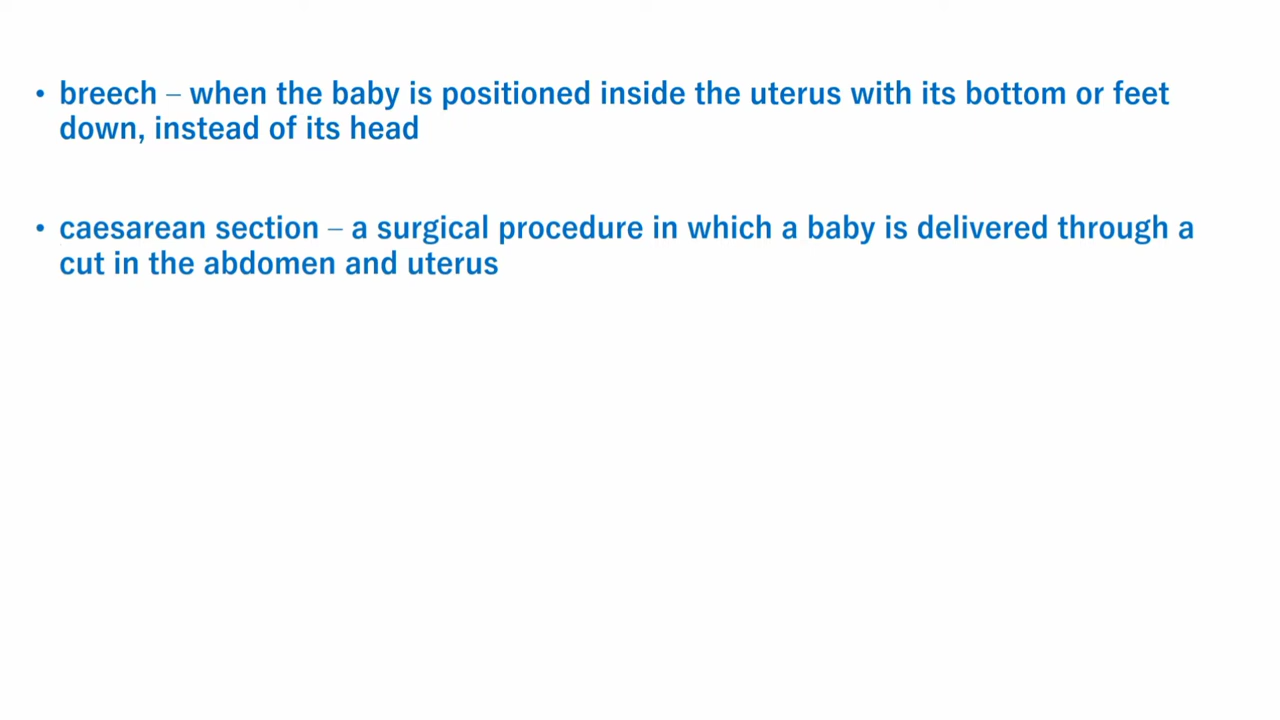 • breech – when the baby is positioned inside the uterus with its bottom or feet
down, instead of its head
• caesarean section – a surgical procedure in which a baby is delivered through a
cut in the abdomen and uterus